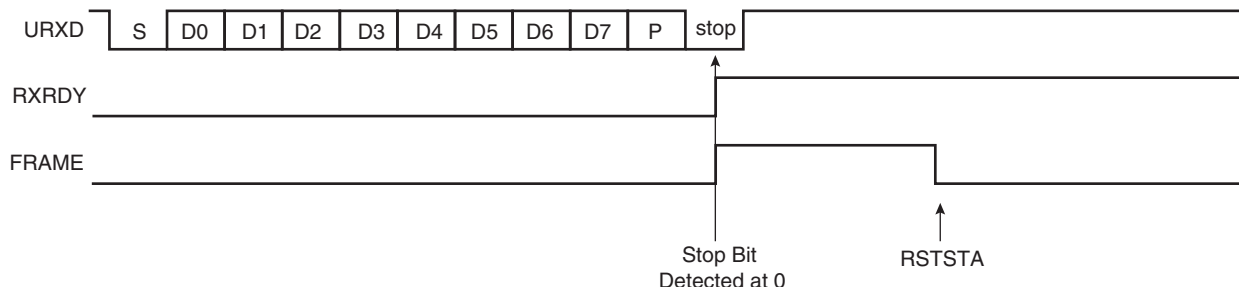 URXD S D0 D1 D2 D3 D4 D5 D6 D7 P stop
RXRDY
FRAME
Stop Bit
Detected at 0
RSTSTA